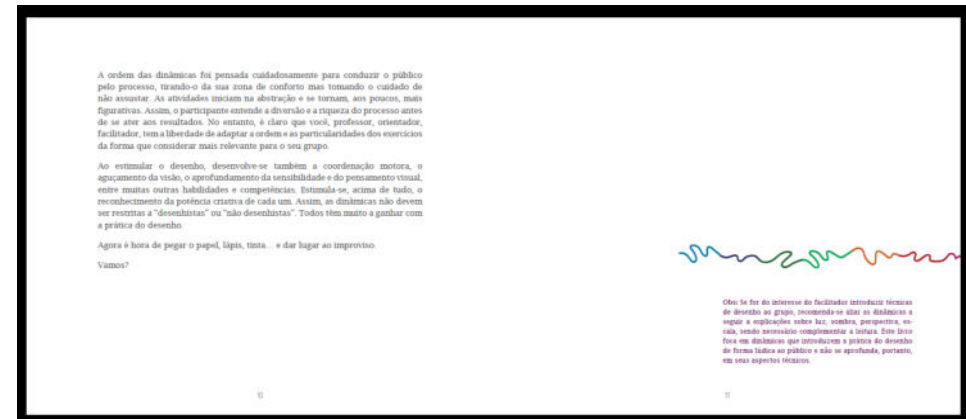 A ordem das dinâmicas foi pensada cuidadosamente para conduzir o público
pelo processo, tirando-o da sua zona de conforto mas tomando o cuidado de
não assustar. As atividades iniciam na abstração e se tornam, aos poucos, mais
figurativas. Assim, o participante entende a diversão e a riqueza do processo antes
de se ater aos resultados. No entanto, é claro que você, professor, orientador,
facilitador, tem a liberdade de adaptar a ordem e as particularidades dos exercícios
da forma que considerar mais relevante para o seu grupo.
Ao estimular o desenho, desenvolve-se também a coordenação motora, o
aguçamento da visão, o aprofundamento da sensibilidade e do pensamento visual,
entre muitas outras habilidades e competências. Estimula-se, acima de tudo, o
reconhecimento da potência criativa de cada um. Assim, as dinâmicas não devem
ser restritas a "desenhistas" ou "não desenhistas". Todos têm muito a ganhar com
a prática do desenho.
Agora é hora de pegar o papel, lápis, tinta... e dar lugar ao improviso.
Vamos?
10
Obs: Se for do interesse do facilitador introduzir técnicas
de desenho ao grupo, recomenda-se aliar as dinâmicas a
seguir a explicações sobre luz, sombra, perspectiva, es-
cala, sendo necessário complementar a leitura. Este livro
foca em dinâmicas que introduzem a prática do desenho
de forma lúdica ao público e não se aprofunda, portanto,
em seus aspectos técnicos.
11